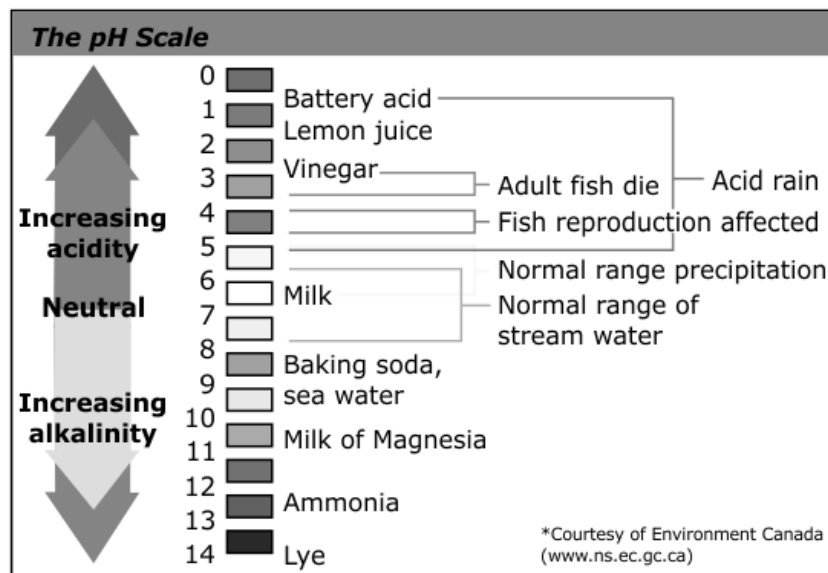 The pH Scale
0
1
2
3
4
5
6
7
8
9
10
11
12
13
14
Increasing
acidity
Neutral
Increasing
alkalinity
Battery acid
Lemon juice
Vinegar
Milk
Baking soda,
sea water
Milk of Magnesia
Ammonia
Lye
Adult fish die
Acid rain
Fish reproduction affected
Normal range precipitation
Normal range of
stream water
*Courtesy of Environment Canada
(www.ns.ec.gc.ca)